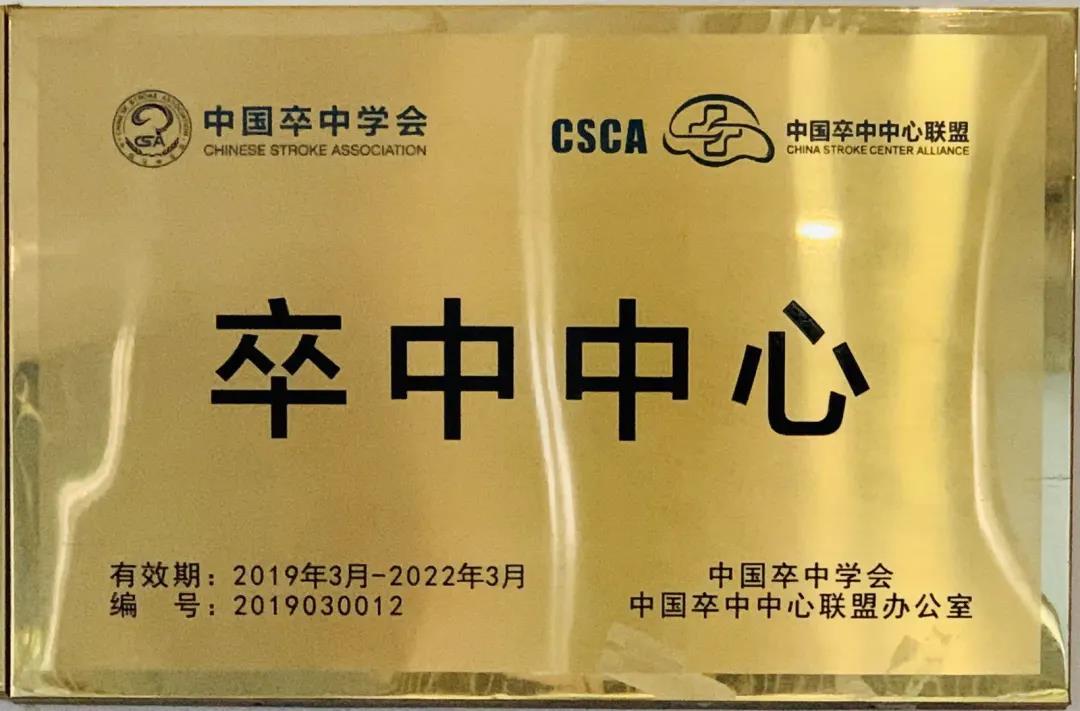 中国卒中学会
CHINESE STROKE ASSOCIATION
CSA
CSCA
中国卒中中心联盟
CHINA STROKE CENTER ALLIANCE
卒中中心
有效期：2019年3月-2022年3月
编 号：2019030012
中国卒中学会
中国卒中中心联盟办公室